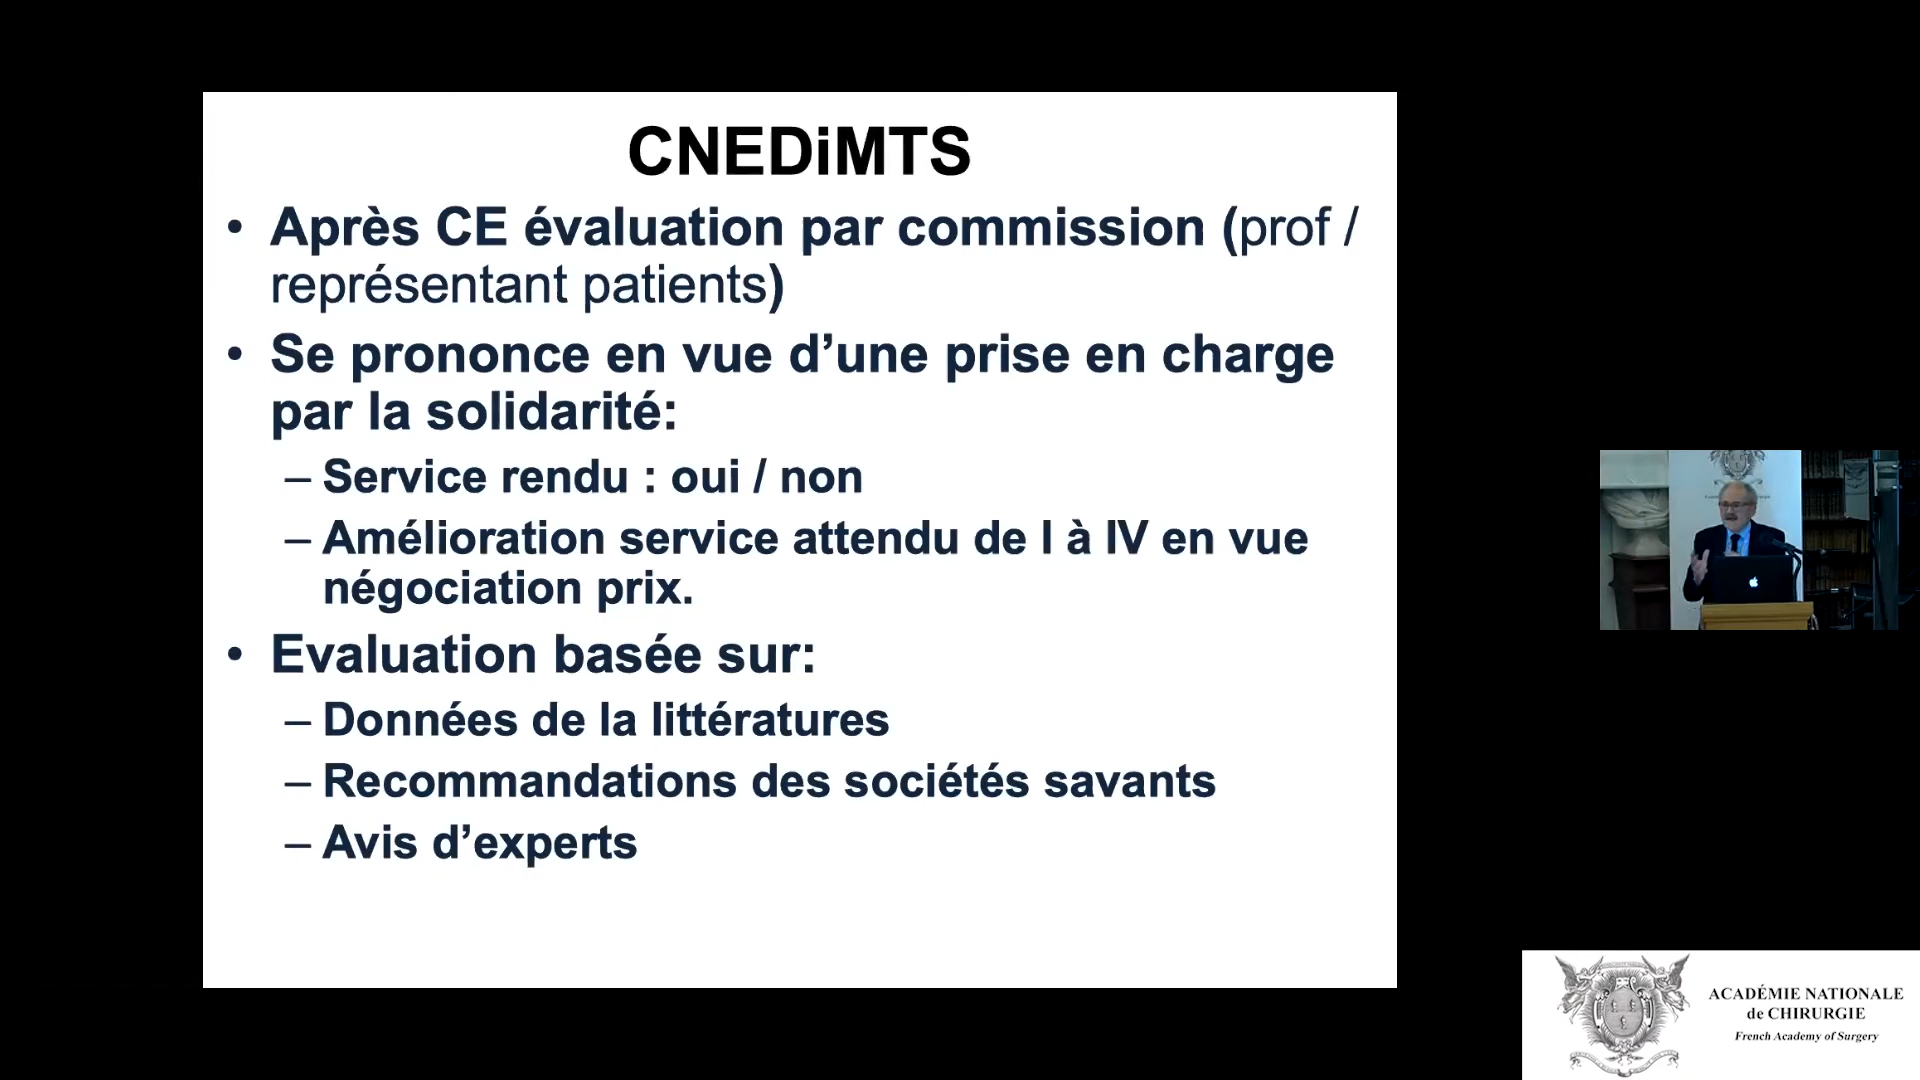 CNEDiMTS
• Après CE évaluation par commission (prof /
représentant patients)
• Se prononce en vue d’une prise en charge
par la solidarité:
– Service rendu : oui / non
– Amélioration service attendu de I à IV en vue
négociation prix.
• Evaluation basée sur:
– Données de la littératures
– Recommandations des sociétés savants
– Avis d’experts
ACADÉMIE NATIONALE
de CHIRURGIE
French Academy of Surgery